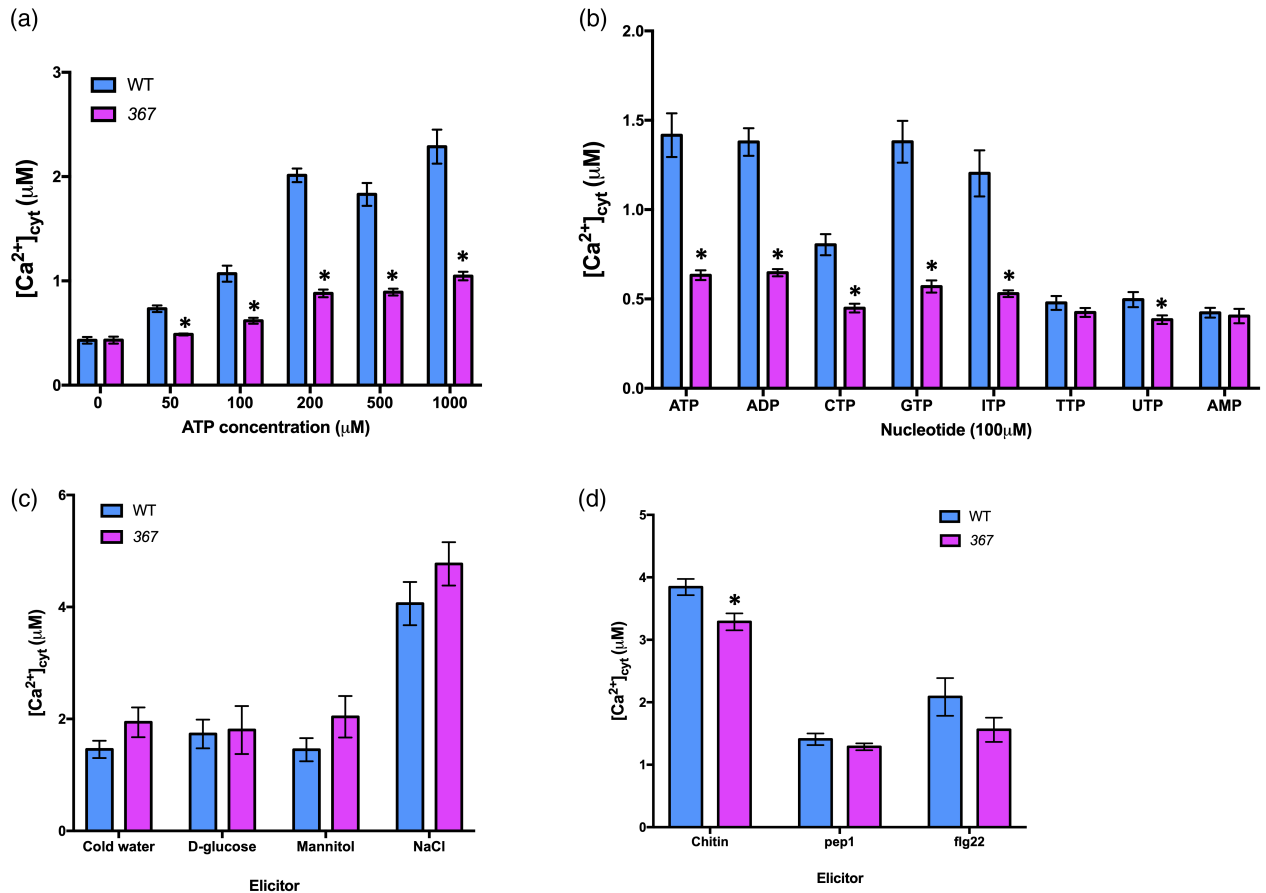 (a)
3
2
1
0
[Ca2+]cyt (μM)
WT
367
*
*
*
*
*
0 50 100 200 500 1000
ATP concentration (μM)
(b)
2.0
1.5
1.0
0.5
0.0
[Ca2+]cyt (μM)
*
*
*
*
*
*
ATP ADP CTP GTP ITP TTP UTP AMP
Nucleotide (100μM)
(c)
6
4
2
0
[Ca2+]cyt (μM)
WT
367
Cold water D-glucose Mannitol NaCl
Elicitor
(d)
5
4
3
2
1
0
[Ca2+]cyt (μM)
WT
367
*
Chitin pep1 flg22
Elicitor